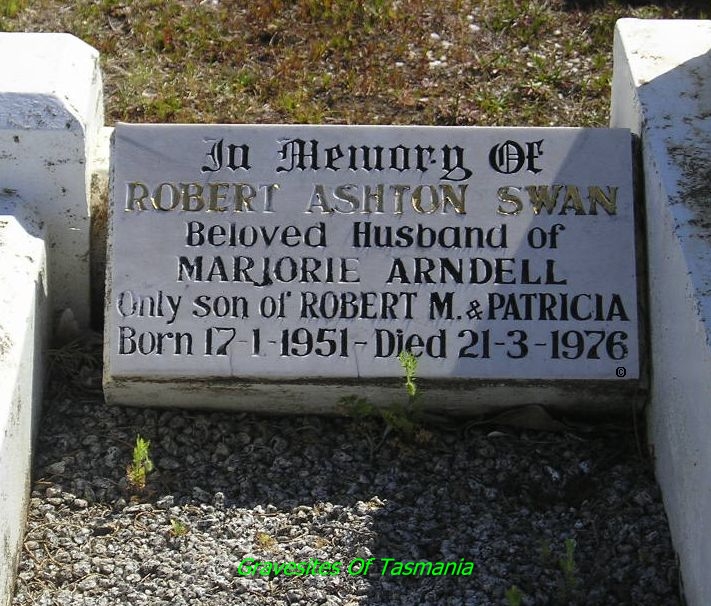 In Memory Of
ROBERT ASHTON SWAN
Beloved Husband of
MARJORIE ARNDELL
Only son of ROBERT M. & PATRICIA
Born 17-1-1951 - Died 21-3-1976
©
Gravesites Of Tasmania